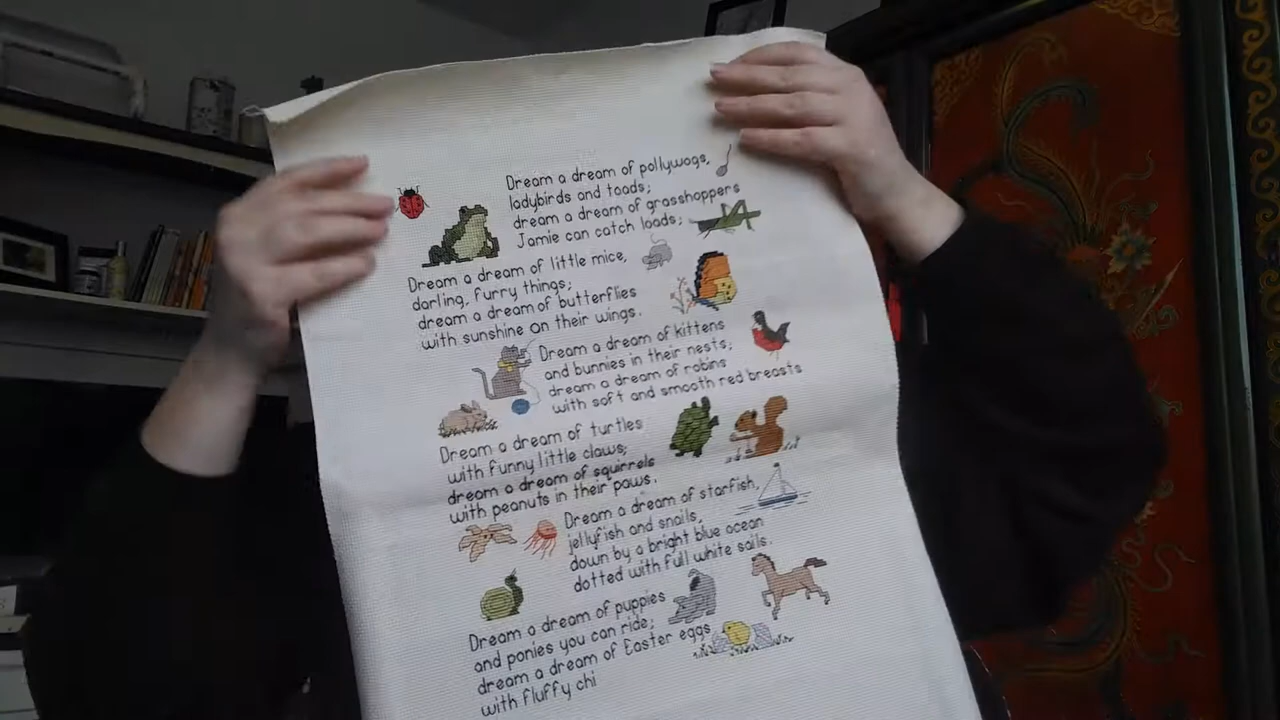 Dream a dream of pollywogs,
ladybirds and toads;
dream a dream of grasshoppers
Jamie can catch loads;
Dream a dream of little mice,
darling, furry things;
dream a dream of butterflies
with sunshine on their wings.
Dream a dream of kittens
and bunnies in their nests;
dream a dream of robins
with soft and smooth red breasts
Dream a dream of turtles
with funny little claws;
dream a dream of squirrels
with peanuts in their paws.
Dream a dream of starfish,
jellyfish and snails,
down by a bright blue ocean
dotted with full white sails.
Dream a dream of puppies
and ponies you can ride;
dream a dream of Easter eggs
with fluffy chi